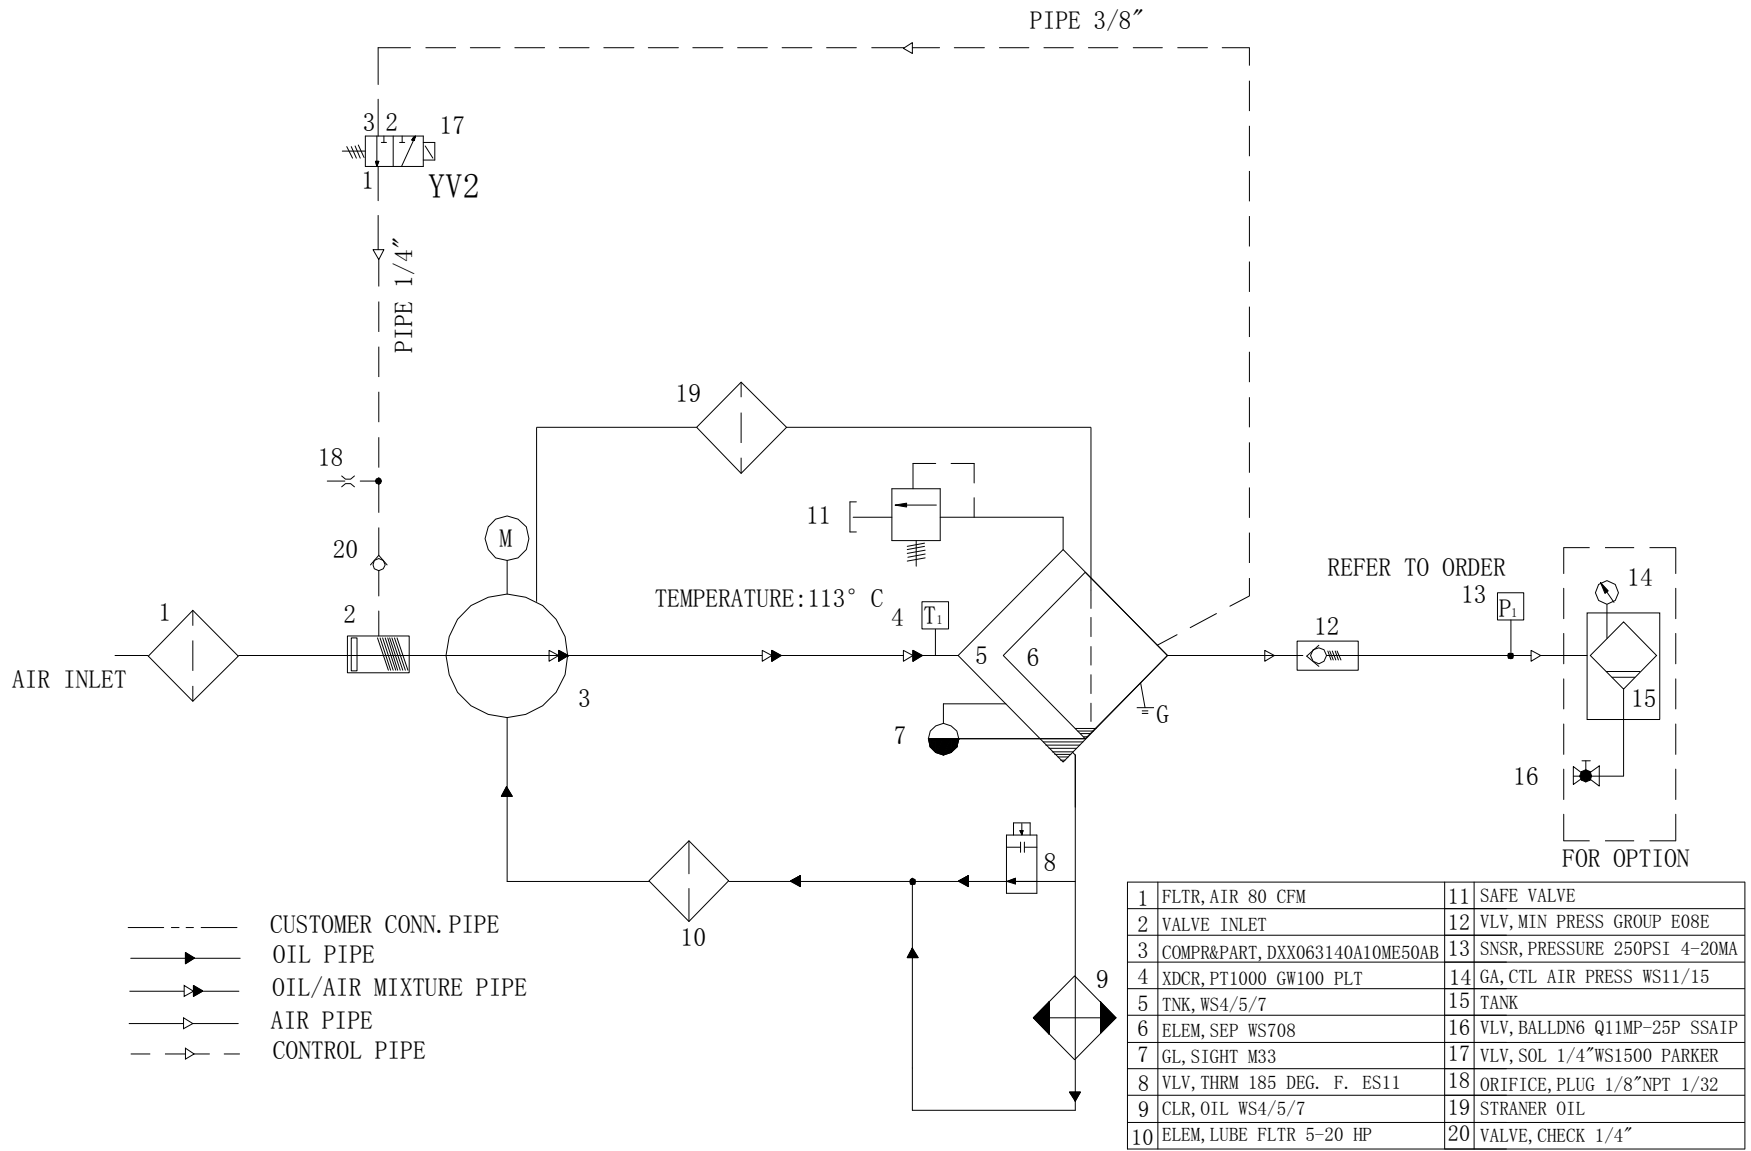 PIPE 3/8″
3 2 17
1
YV2
PIPE 1/4″
19
18
11
20
M
REFER TO ORDER
TEMPERATURE:113° C
14
13
P1
4
T1
1
2
12
5
6
AIR INLET
3
15
7
G
16
8
FOR OPTION
10
9
CUSTOMER CONN.PIPE
OIL PIPE
OIL/AIR MIXTURE PIPE
AIR PIPE
CONTROL PIPE
1 FLTR,AIR 80 CFM 11 SAFE VALVE
2 VALVE INLET 12 VLV,MIN PRESS GROUP E08E
3 COMPR&PART,DXX063140A10ME50AB 13 SNSR,PRESSURE 250PSI 4-20MA
4 XDCR,PT1000 GW100 PLT 14 GA,CTL AIR PRESS WS11/15
5 TNK,WS4/5/7 15 TANK
6 ELEM,SEP WS708 16 VLV,BALLDN6 Q11MP-25P SSAIP
7 GL,SIGHT M33 17 VLV,SOL 1/4″WS1500 PARKER
8 VLV,THRM 185 DEG. F. ES11 18 ORIFICE,PLUG 1/8″NPT 1/32
9 CLR,OIL WS4/5/7 19 STRANER OIL
10 ELEM,LUBE FLTR 5-20 HP 20 VALVE,CHECK 1/4″